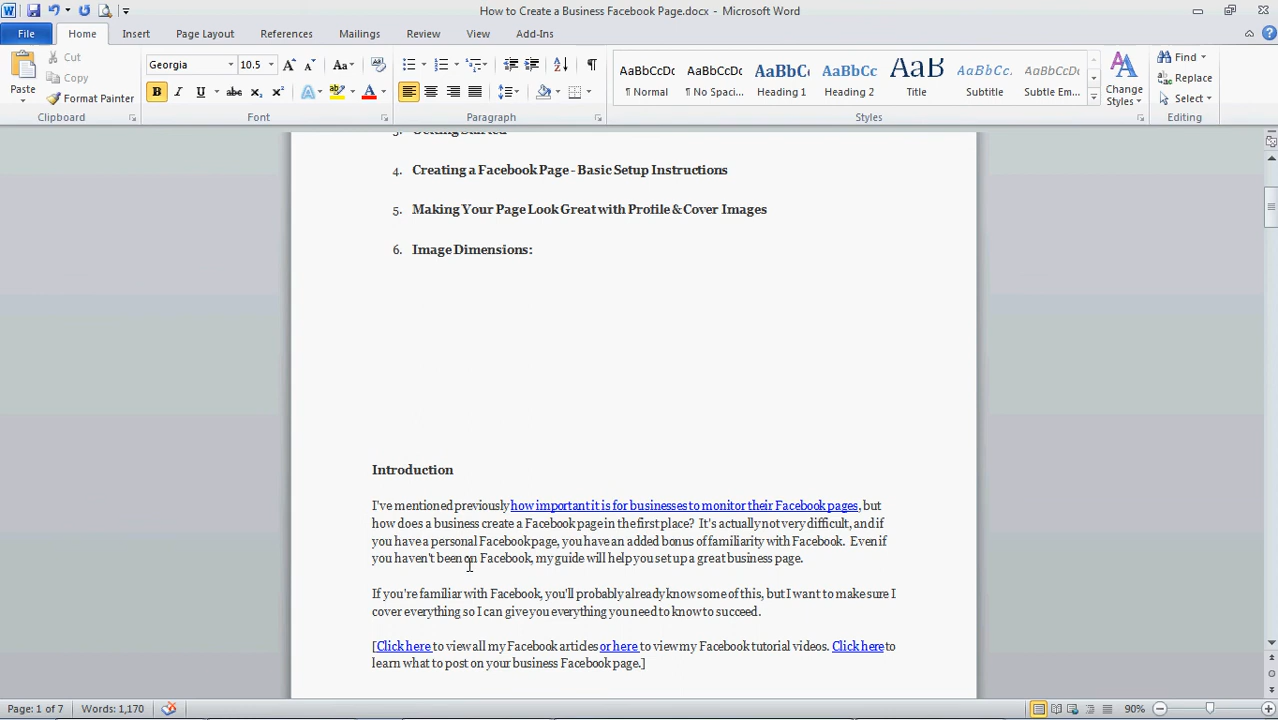 How to Create a Business Facebook Page.docx - Microsoft Word
File Home Insert Page Layout References Mailings Review View Add-Ins
Paste
Cut
Copy
Format Painter
Clipboard
Georgia 10.5
Font
Paragraph
AaBbCcDc AaBbCcDc AaBbCc AaBbCc AaB AaBbCc. AaBbCcDc
¶ Normal ¶ No Spaci... Heading 1 Heading 2 Title Subtitle Subtle Em...
Styles
Change
Styles
Find
Replace
Select
Editing
3. Getting Started
4. Creating a Facebook Page - Basic Setup Instructions
5. Making Your Page Look Great with Profile & Cover Images
6. Image Dimensions:
Introduction
I've mentioned previously how important it is for businesses to monitor their Facebook pages, but
how does a business create a Facebook page in the first place? It's actually not very difficult, and if
you have a personal Facebook page, you have an added bonus of familiarity with Facebook. Even if
you haven't been on Facebook, my guide will help you set up a great business page.
If you're familiar with Facebook, you'll probably already know some of this, but I want to make sure I
cover everything so I can give you everything you need to know to succeed.
[Click here to view all my Facebook articles or here to view my Facebook tutorial videos. Click here to
learn what to post on your business Facebook page.]
Page: 1 of 7 Words: 1,170 90%